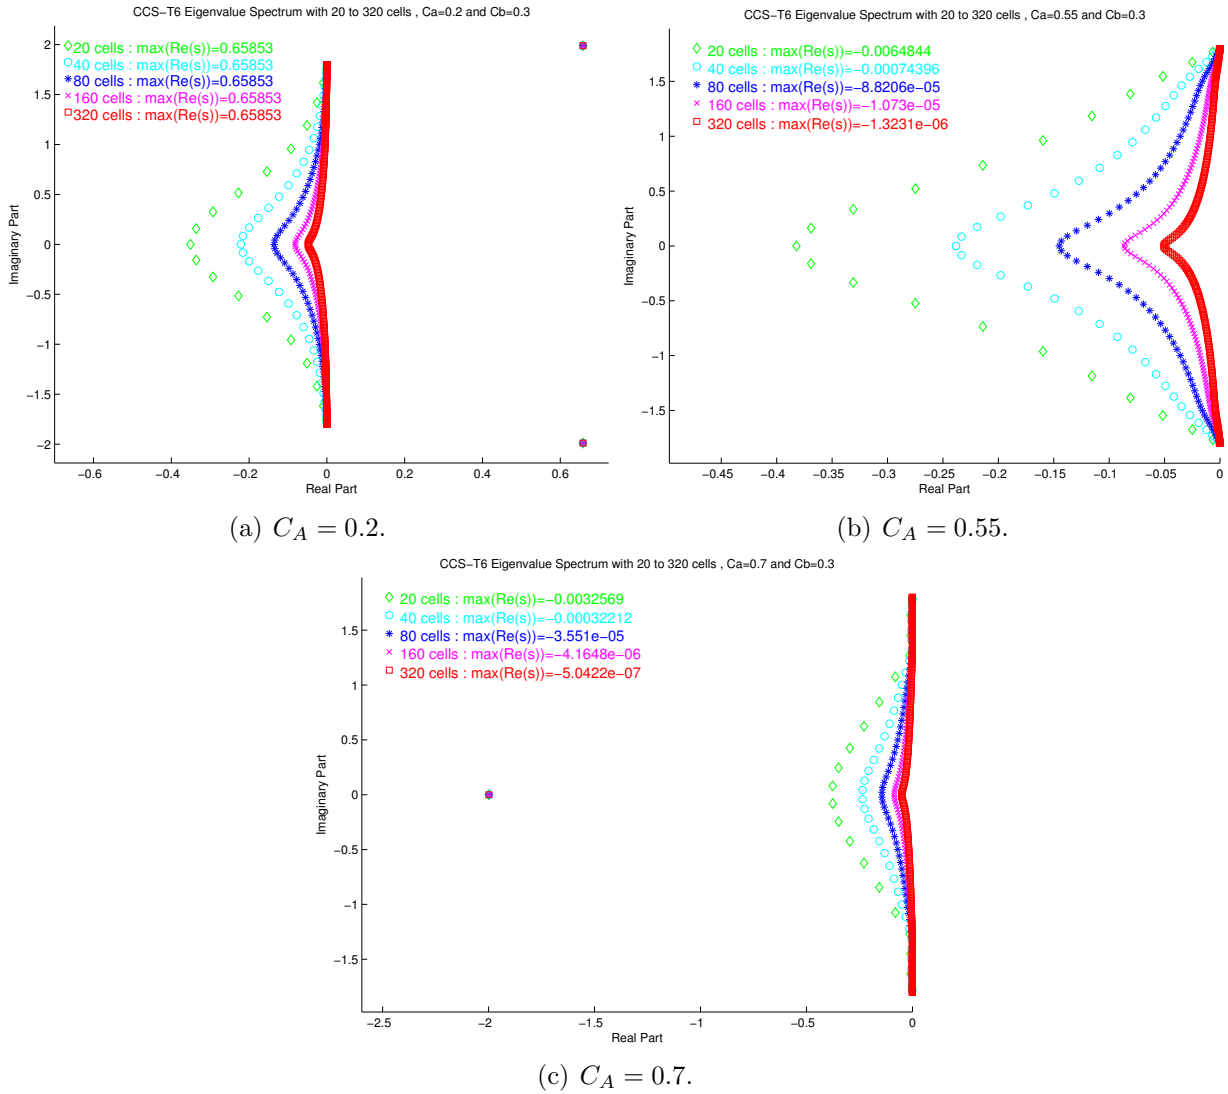 CCS−T6 Eigenvalue Spectrum with 20 to 320 cells , Ca=0.2 and Cb=0.3
20 cells : max(Re(s))=0.65853
40 cells : max(Re(s))=0.65853
80 cells : max(Re(s))=0.65853
160 cells : max(Re(s))=0.65853
320 cells : max(Re(s))=0.65853
2
1.5
1
0.5
0
−0.5
−1
−1.5
−2
Imaginary Part
−0.6
−0.4
−0.2
0
0.2
0.4
0.6
Real Part
(a) C_A = 0.2.
CCS−T6 Eigenvalue Spectrum with 20 to 320 cells , Ca=0.55 and Cb=0.3
20 cells : max(Re(s))=−0.0064844
40 cells : max(Re(s))=−0.00074396
80 cells : max(Re(s))=−8.8206e−05
160 cells : max(Re(s))=−1.073e−05
320 cells : max(Re(s))=−1.3231e−06
1.5
1
0.5
0
−0.5
−1
−1.5
Imaginary Part
−0.45
−0.4
−0.35
−0.3
−0.25
−0.2
−0.15
−0.1
−0.05
0
Real Part
(b) C_A = 0.55.
CCS−T6 Eigenvalue Spectrum with 20 to 320 cells , Ca=0.7 and Cb=0.3
20 cells : max(Re(s))=−0.0032569
40 cells : max(Re(s))=−0.00032212
80 cells : max(Re(s))=−3.551e−05
160 cells : max(Re(s))=−4.1648e−06
320 cells : max(Re(s))=−5.0422e−07
1.5
1
0.5
0
−0.5
−1
−1.5
Imaginary Part
−2.5
−2
−1.5
−1
−0.5
0
Real Part
(c) C_A = 0.7.